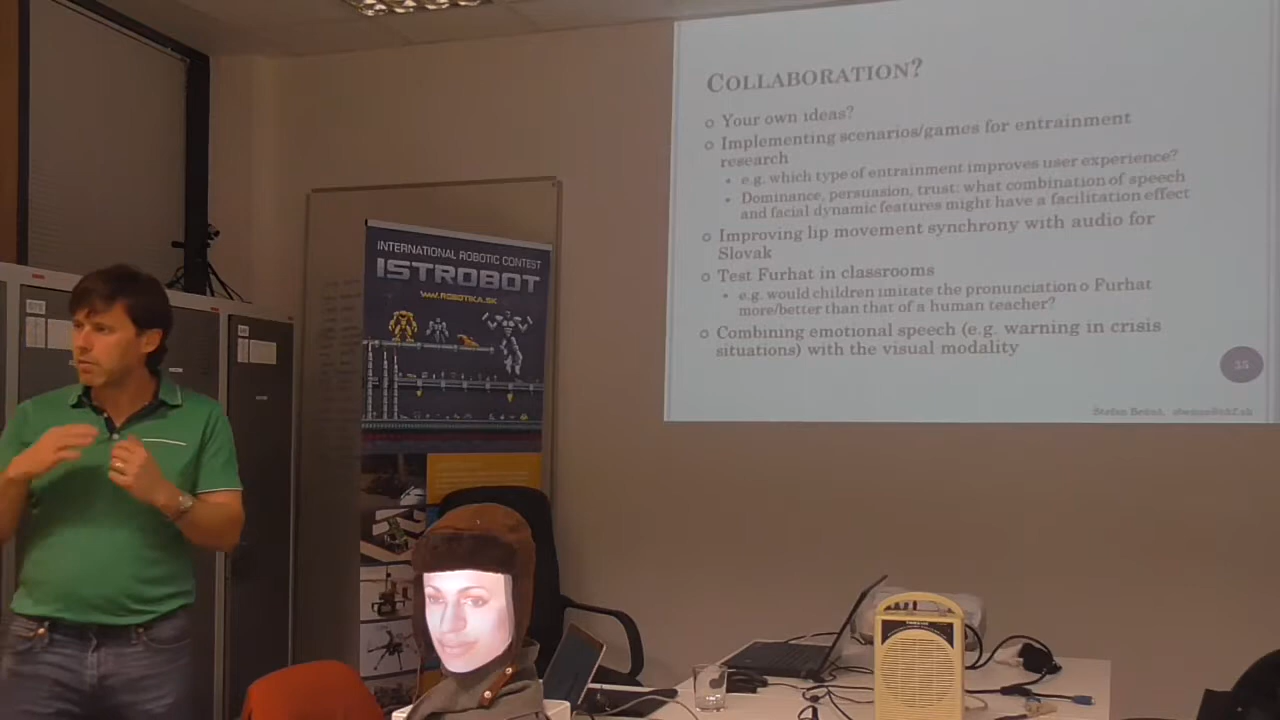 COLLABORATION?
Your own ideas?
Implementing scenarios/games for entrainment
research
e.g. which type of entrainment improves user experience?
Dominance, persuasion, trust: what combination of speech
and facial dynamic features might have a facilitation effect
Improving lip movement synchrony with audio for
Slovak
Test Furhat in classrooms
e.g. would children imitate the pronunciation o Furhat
more/better than that of a human teacher?
Combining emotional speech (e.g. warning in crisis
situations) with the visual modality
35
INTERNATIONAL ROBOTIC CONTEST
ISTROBOT
WWW.ROBOTIKA.SK